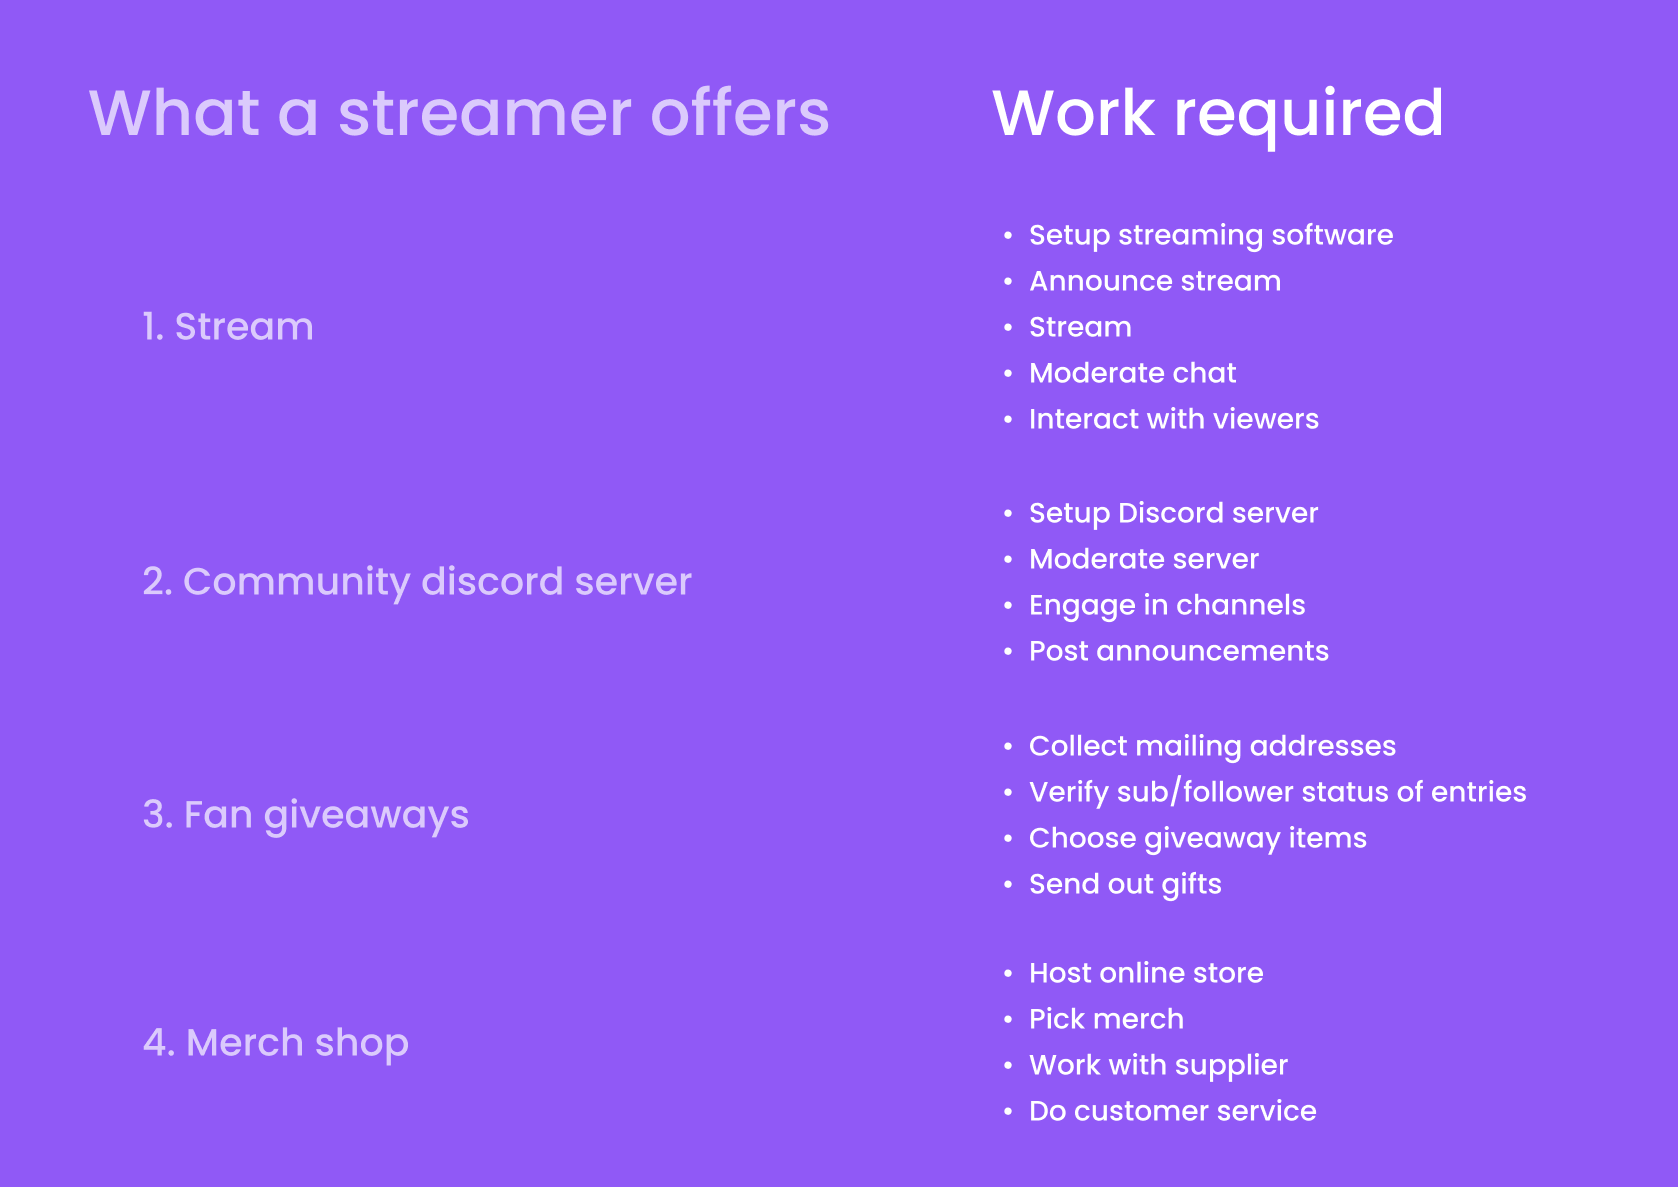 What a streamer offers
Work required
1. Stream
• Setup streaming software
• Announce stream
• Stream
• Moderate chat
• Interact with viewers
2. Community discord server
• Setup Discord server
• Moderate server
• Engage in channels
• Post announcements
3. Fan giveaways
• Collect mailing addresses
• Verify sub/follower status of entries
• Choose giveaway items
• Send out gifts
4. Merch shop
• Host online store
• Pick merch
• Work with supplier
• Do customer service